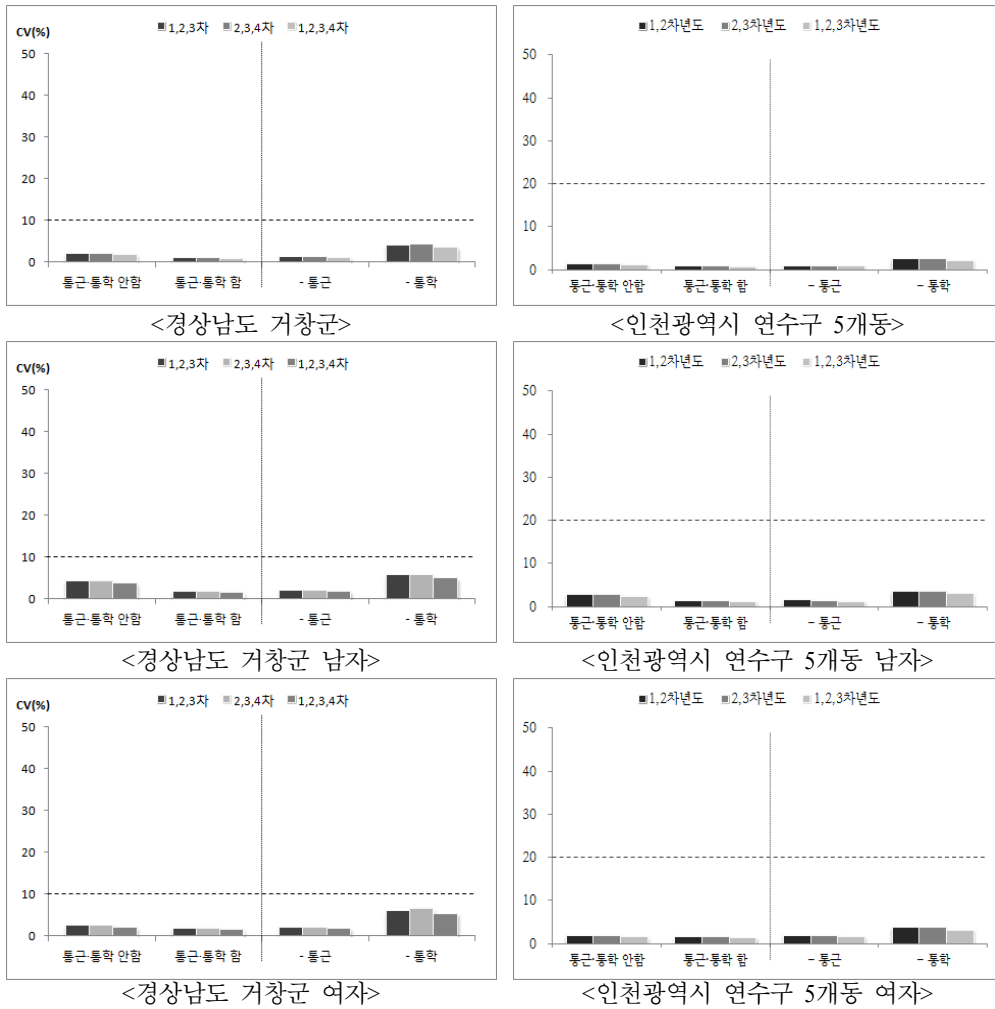 CV(%)
■1,2,3차 ■2,3,4차 ■1,2,3,4차
50
40
30
20
10
0
통근·통학 안함 통근·통학 함 - 통근 - 통학
<경상남도 거창군>
■1,2차년도 ■2,3차년도 ■1,2,3차년도
50
40
30
20
10
0
통근·통학 안함 통근·통학 함 – 통근 – 통학
<인천광역시 연수구 5개동>
CV(%)
■1,2,3차 ■2,3,4차 ■1,2,3,4차
50
40
30
20
10
0
통근·통학 안함 통근·통학 함 - 통근 - 통학
<경상남도 거창군 남자>
■1,2차년도 ■2,3차년도 ■1,2,3차년도
50
40
30
20
10
0
통근·통학 안함 통근·통학 함 – 통근 – 통학
<인천광역시 연수구 5개동 남자>
CV(%)
■1,2,3차 ■2,3,4차 ■1,2,3,4차
50
40
30
20
10
0
통근·통학 안함 통근·통학 함 - 통근 - 통학
<경상남도 거창군 여자>
■1,2차년도 ■2,3차년도 ■1,2,3차년도
50
40
30
20
10
0
통근·통학 안함 통근·통학 함 – 통근 – 통학
<인천광역시 연수구 5개동 여자>